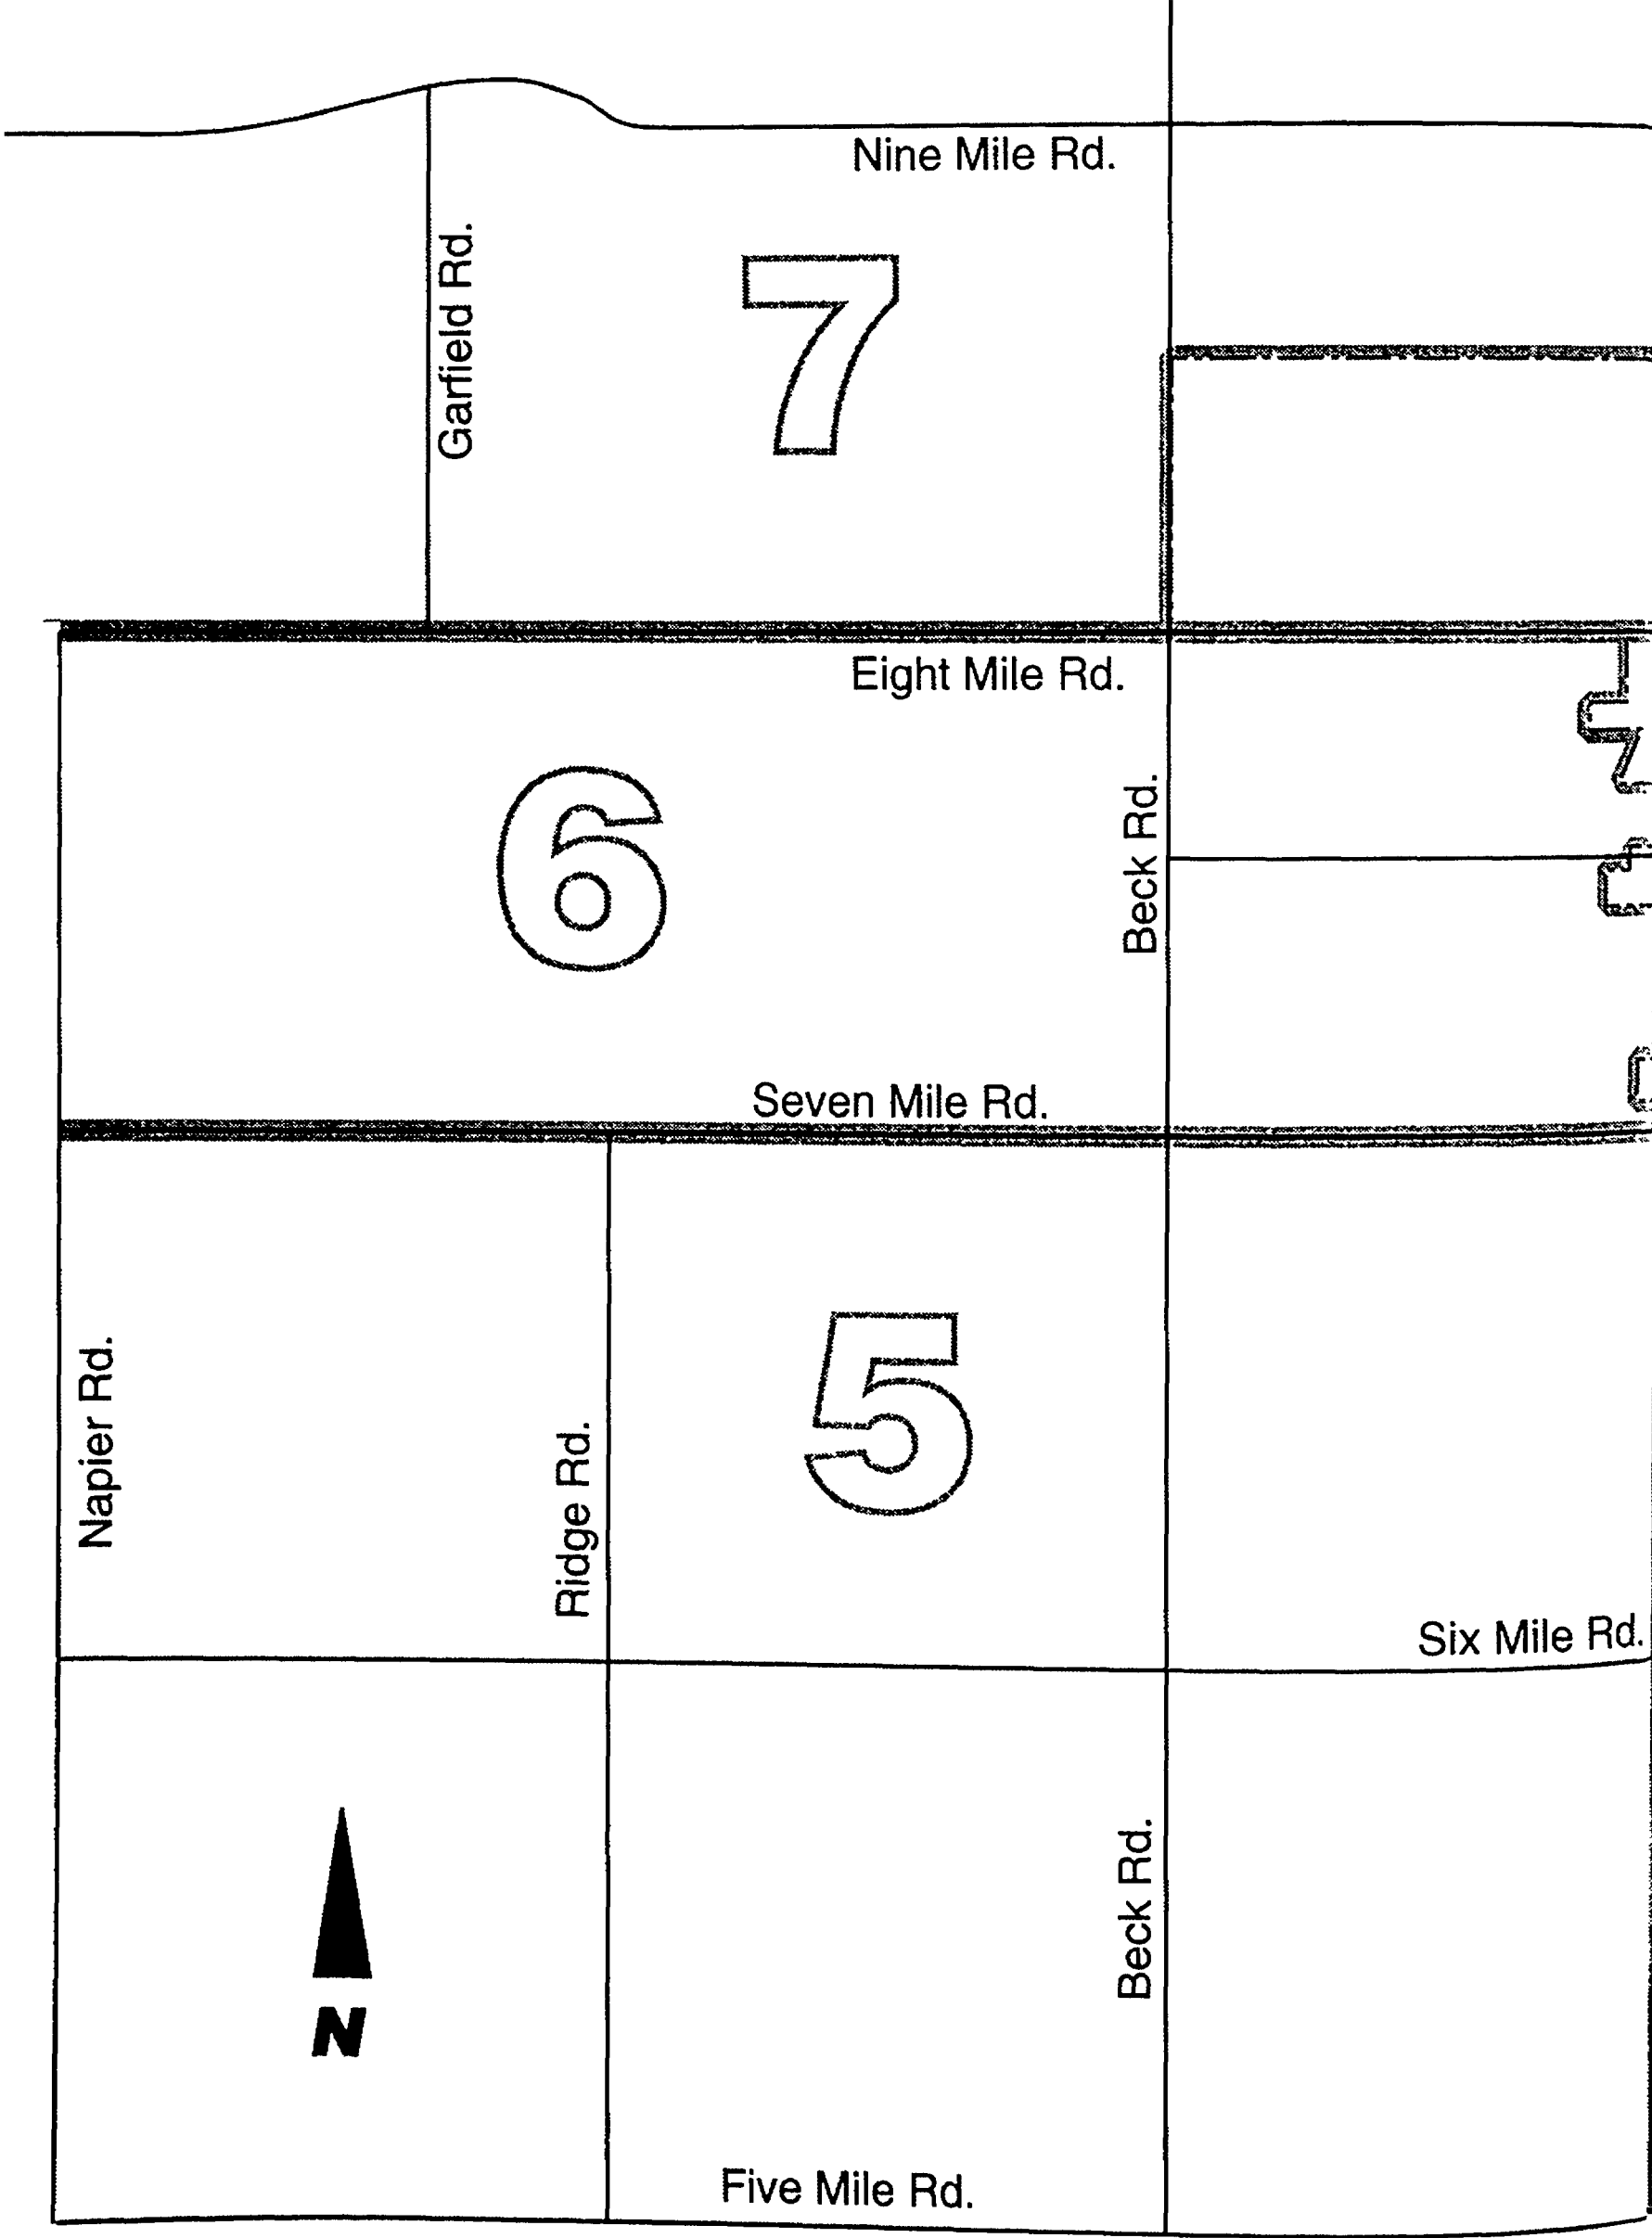 Nine Mile Rd.
Garfield Rd.
7
Eight Mile Rd.
6
Beck Rd.
Seven Mile Rd.
5
Napier Rd.
Ridge Rd.
Six Mile Rd.
Beck Rd.
N
Five Mile Rd.